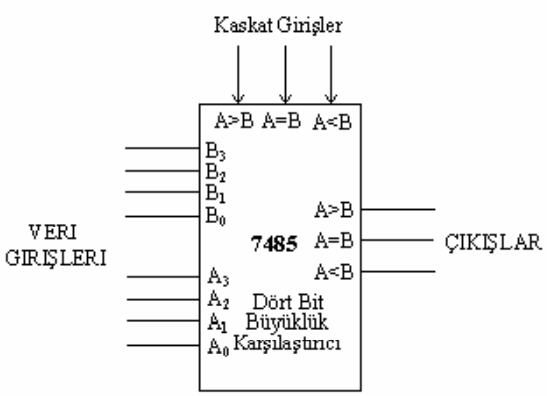 Kaskat Girişler
A>B A=B A<B
B₃
B₂
B₁
B₀
A>B
VERI
GIRIŞLERI
7485
A=B
ÇIKIŞLAR
A<B
A₃
A₂
Dört Bit
A₁
Büyüklük
A₀
Karşılaştırıcı